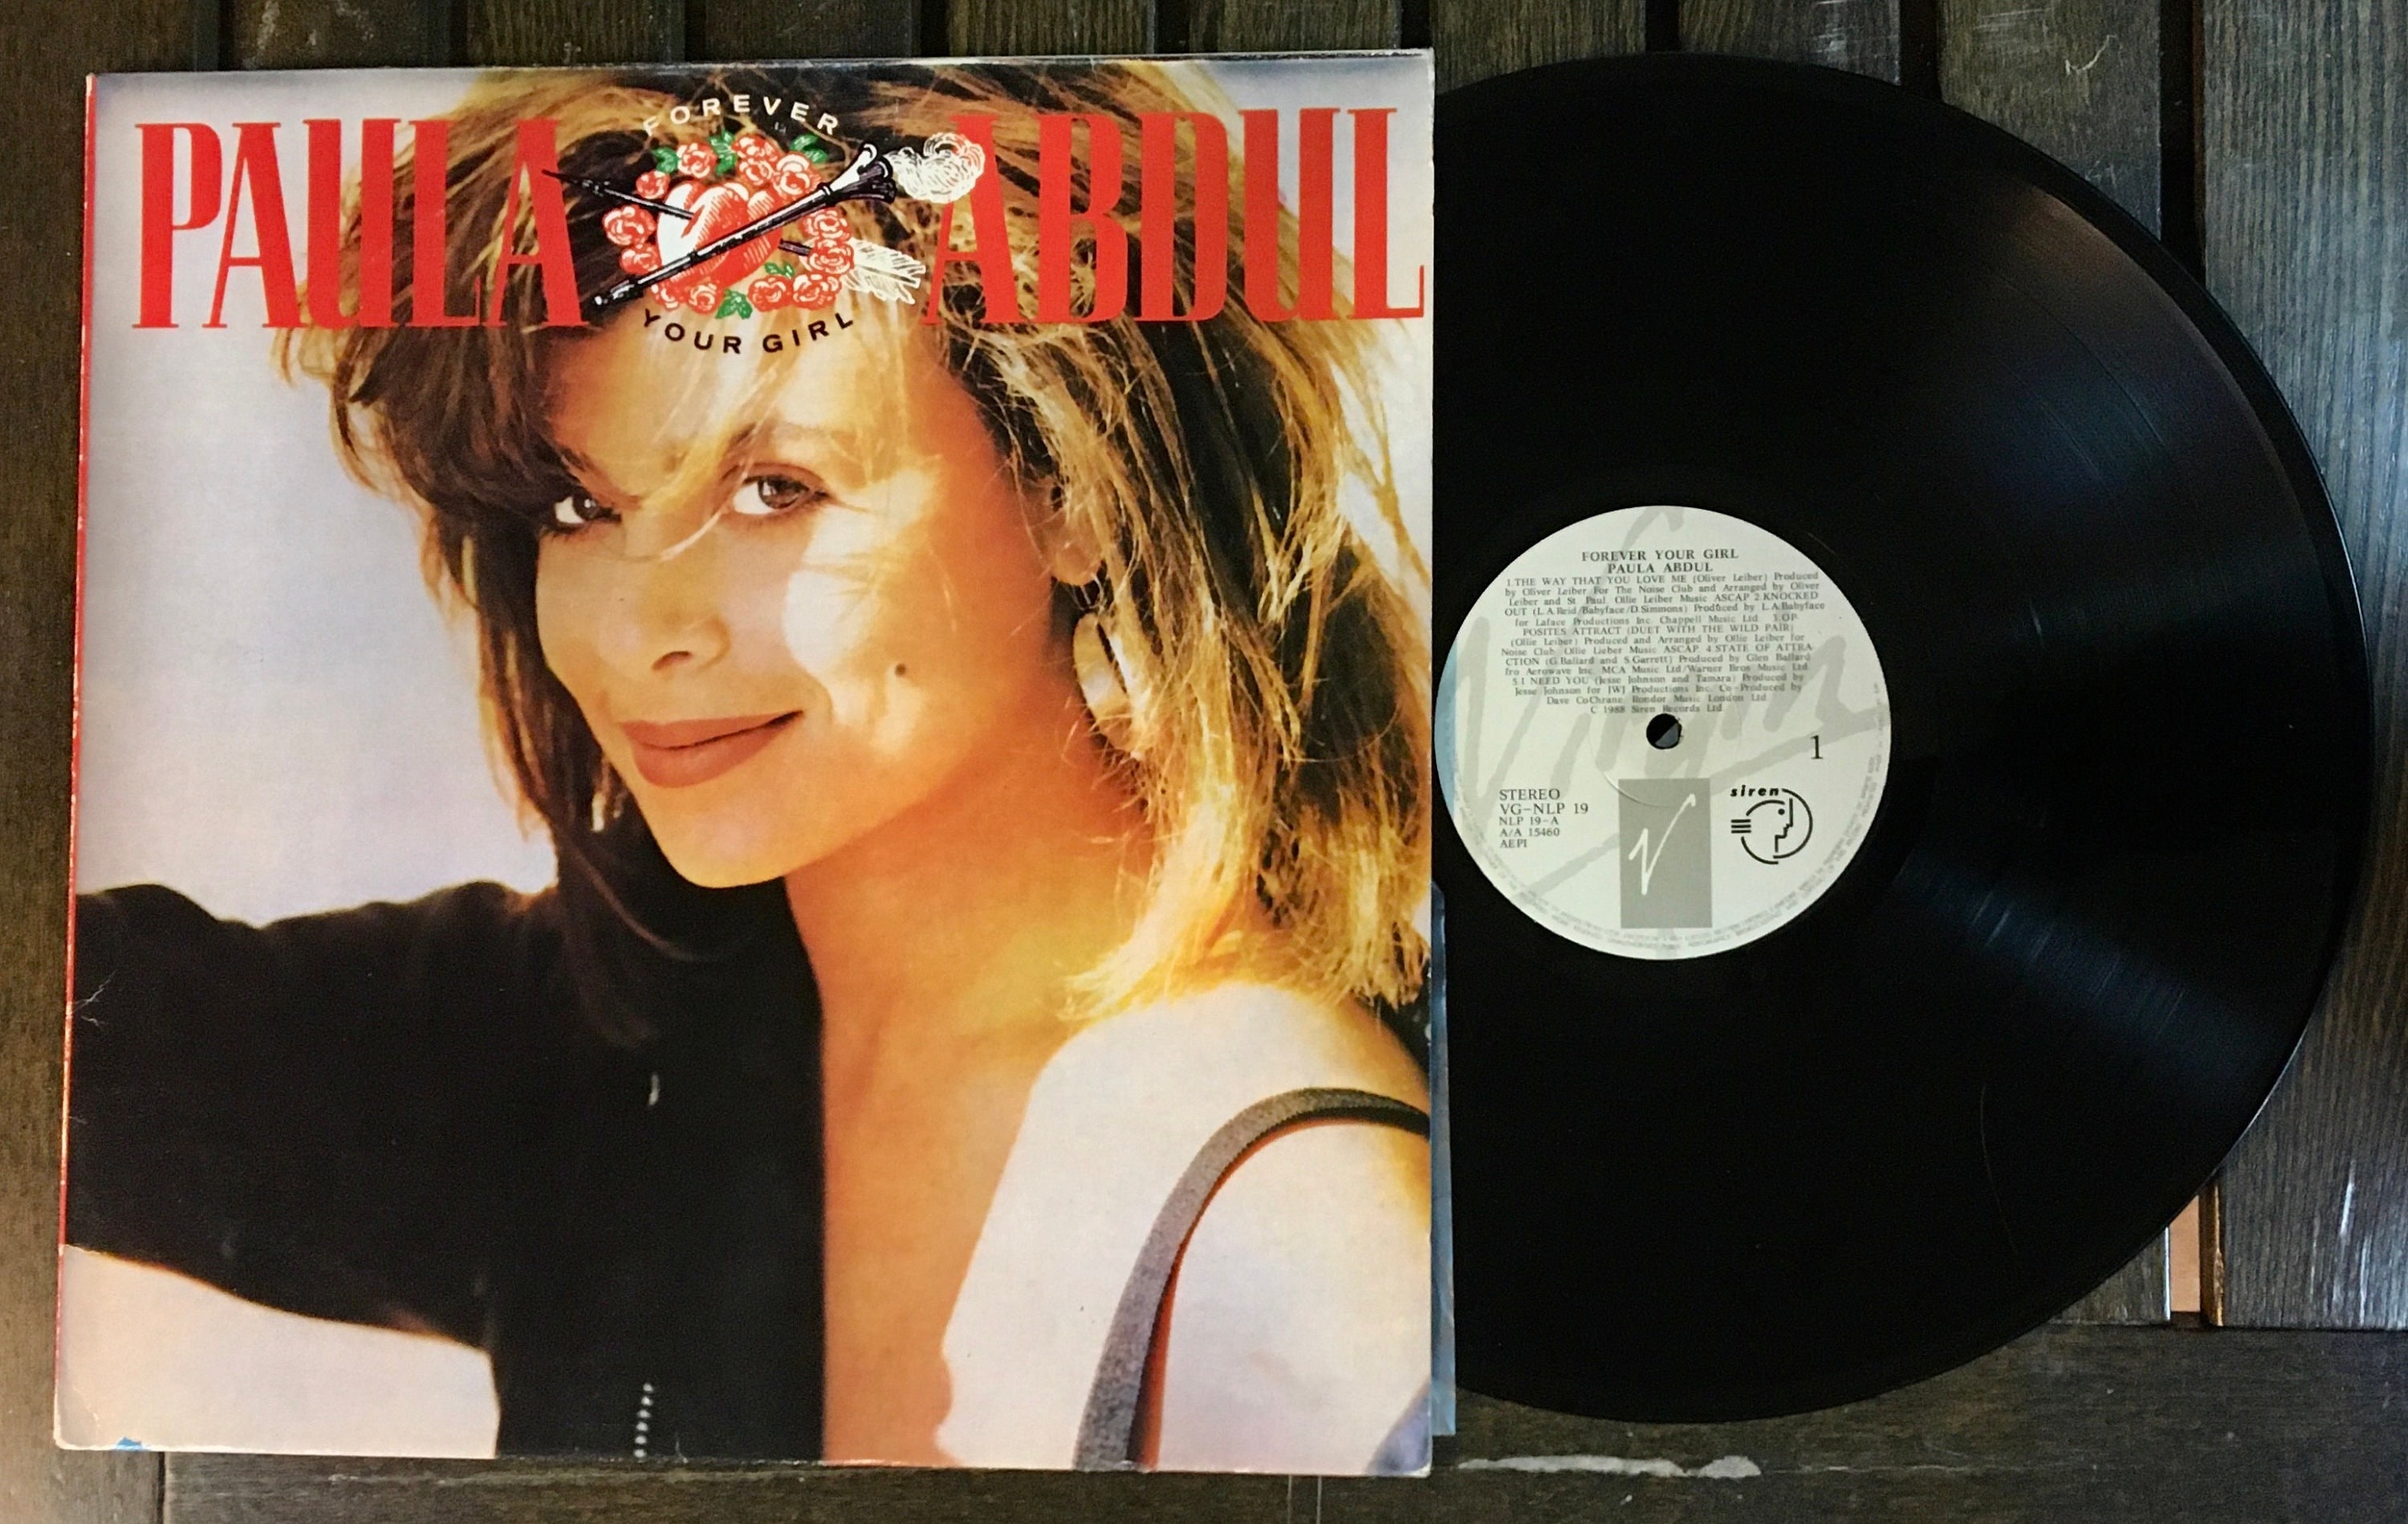 PAULA ABDUL
FOREVER
YOUR GIRL
FOREVER YOUR GIRL
PAULA ABDUL
1.THE WAY THAT YOU LOVE ME (Oliver Leiber) Produced
by Oliver Leiber For The Noise Club and Arranged by Oliver
Leiber and St Paul Ollie Leiber Music ASCAP 2.KNOCKED
OUT (L.A.Reid/Babyface/D.Simmons) Produced by L.A.Babyface
for Laface Productions Inc. Chappell Music Ltd. 3.OP-
POSITES ATTRACT (DUET WITH THE WILD PAIR)
(Ollie Leiber) Produced and Arranged by Ollie Leiber for
Noise Club Ollie Lieber Music ASCAP 4.STATE OF ATTRA-
CTION (G.Ballard and S.Garrett) Produced by Glen Ballard
fro Aerowave Inc. MCA Music Ltd/Warner Bros Music Ltd
5.I NEED YOU (Jesse Johnson and Tamara) Produced by
Jesse Johnson for JWJ Productions Inc. Co-Produced by
Dave CoChrane Rondor Music London Ltd
C 1988 Siren Records Ltd
Virgin
1
STEREO
VG-NLP 19
NLP 19-A
A/A 15460
AEPI
V
siren